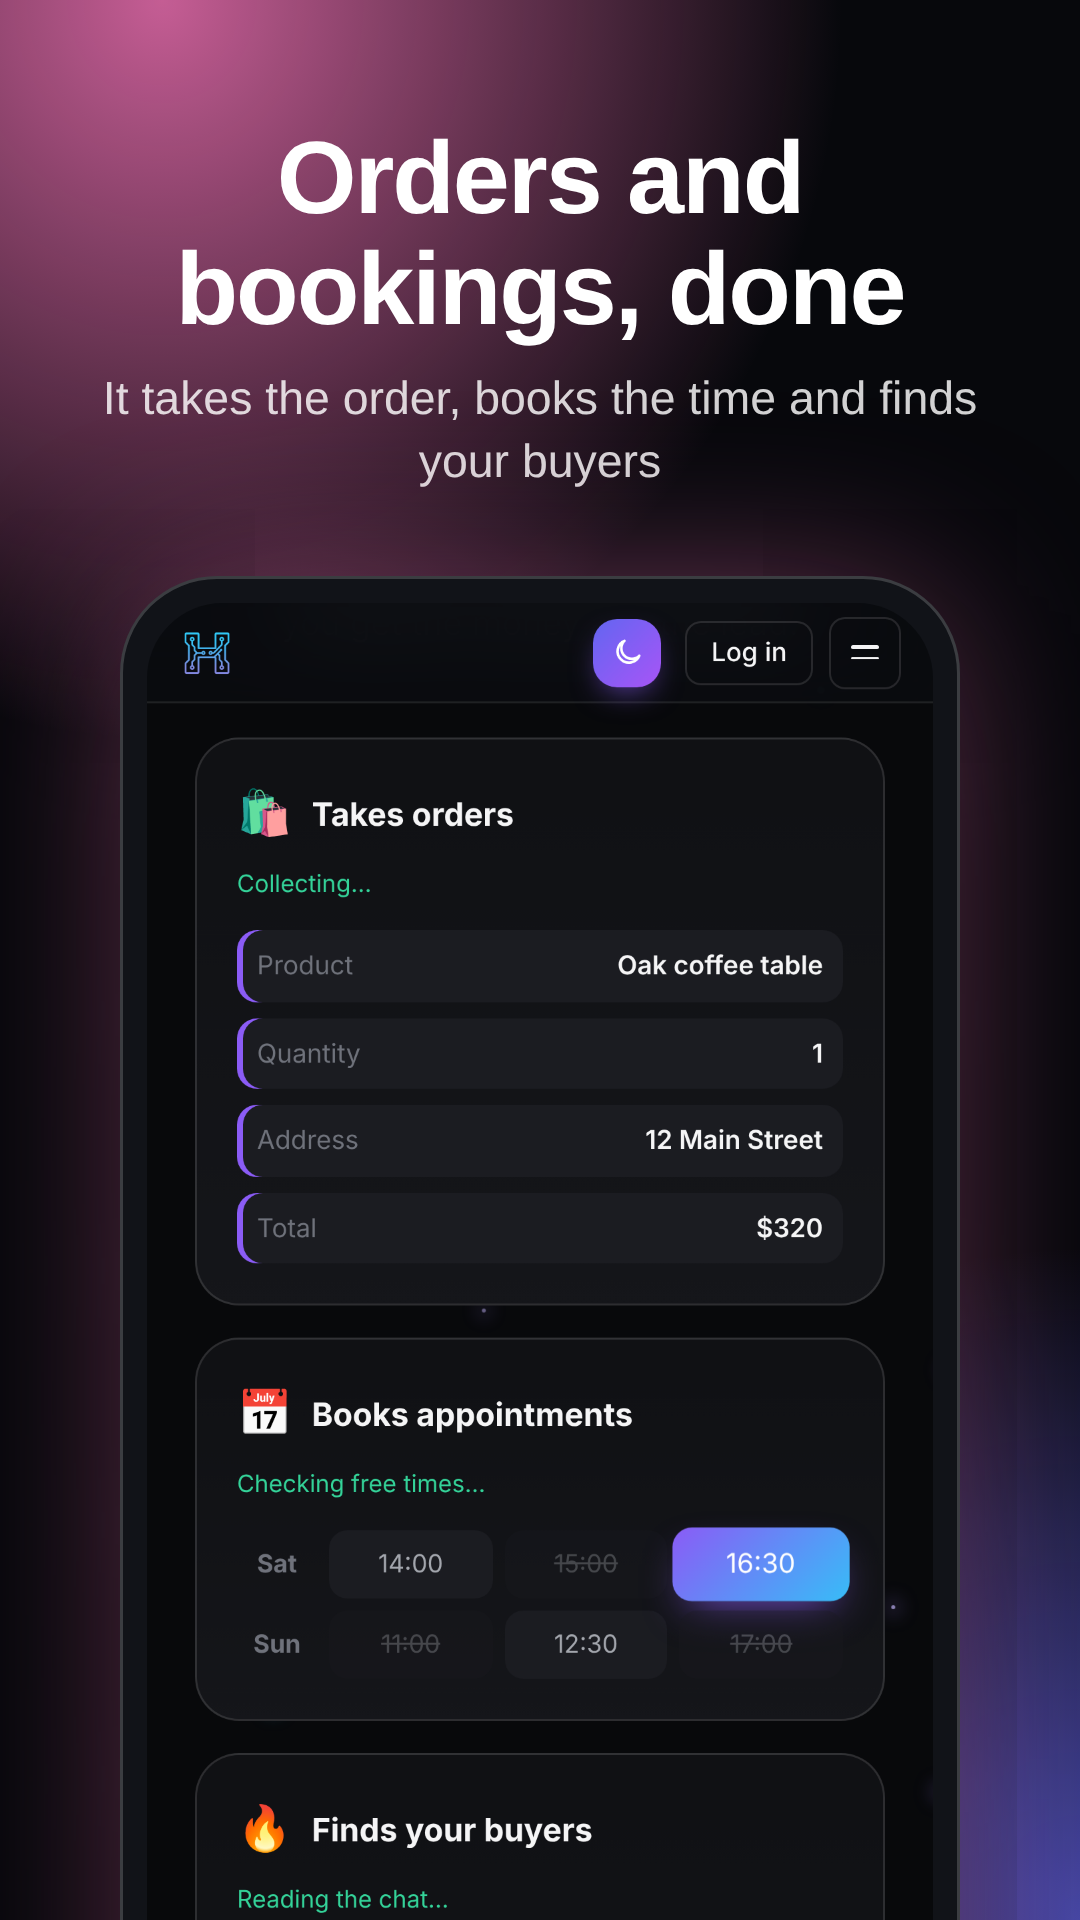 Orders and
bookings, done
It takes the order, books the time and finds
your buyers
H
Log in
Takes orders
Collecting...
Product Oak coffee table
Quantity 1
Address 12 Main Street
Total $320
July
17
Books appointments
Checking free times...
Sat 14:00 15:00 16:30
Sun 11:00 12:30 17:00
Finds your buyers
Reading the chat...